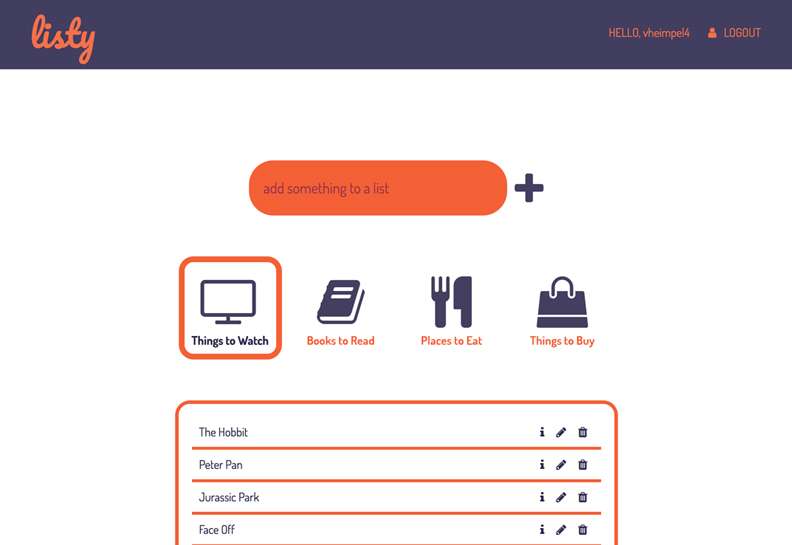 listy
HELLO, vheimpel4 LOGOUT
add something to a list
Things to Watch Books to Read Places to Eat Things to Buy
The Hobbit
Peter Pan
Jurassic Park
Face Off